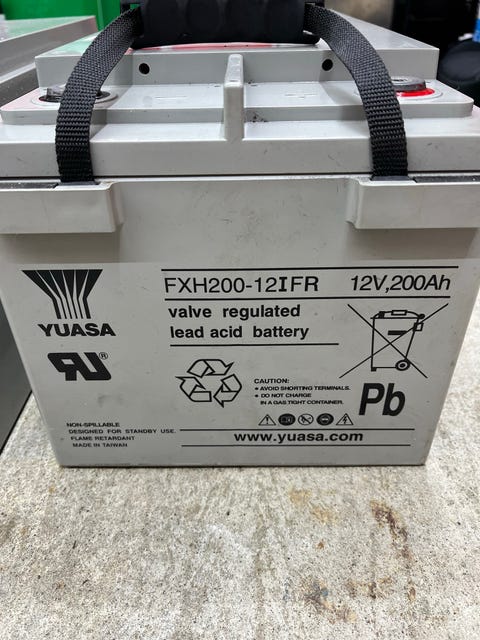 YUASA
FXH200-12IFR 12V,200Ah
valve regulated
lead acid battery
CAUTION:
• AVOID SHORTING TERMINALS.
• DO NOT CHARGE
IN A GAS TIGHT CONTAINER.
Pb
NON-SPILLABLE
DESIGNED FOR STANDBY USE.
FLAME RETARDANT
MADE IN TAIWAN
www.yuasa.com